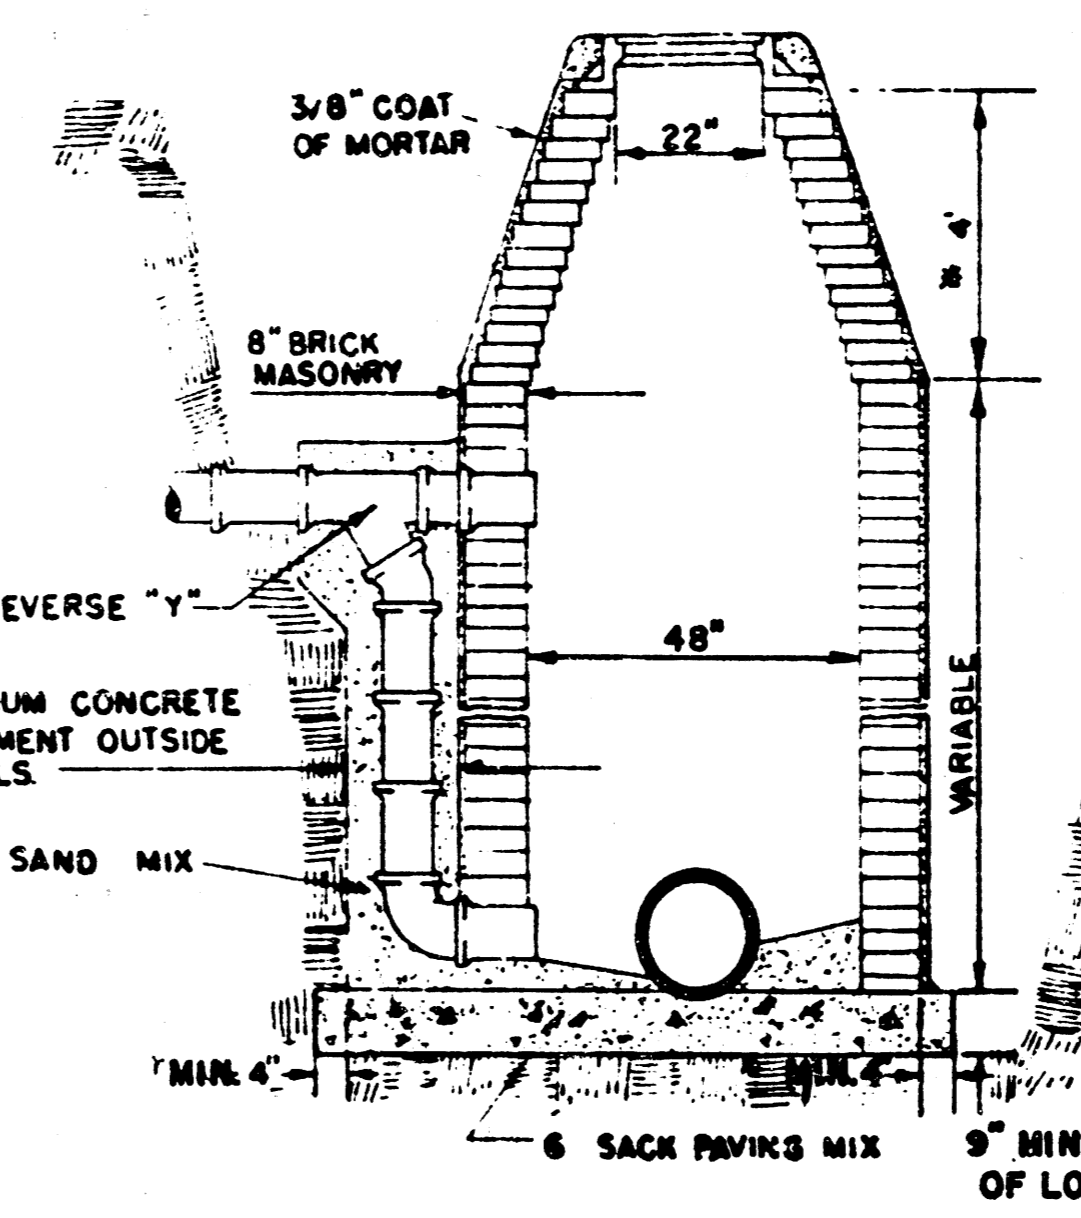 3/8" COAT
OF MORTAR
22"
※ 4'
8" BRICK
MASONRY
EVERSE "Y"
48"
UM CONCRETE
MENT OUTSIDE
LS.
VARIABLE
SAND MIX
MIN. 4"
MIN. 4"
6 SACK PAVING MIX
9" MIN
OF LO